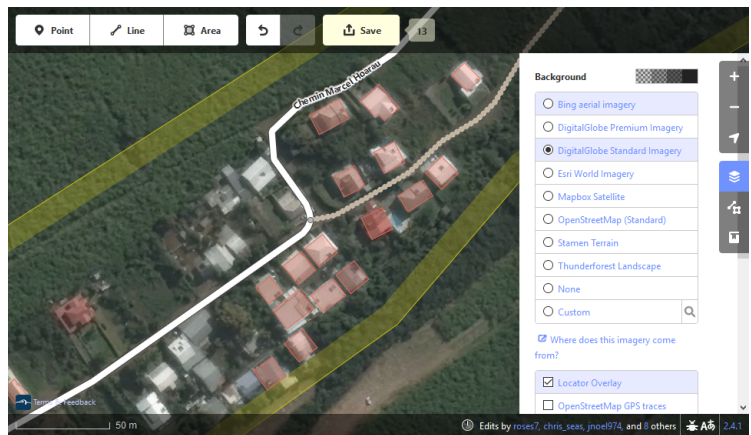 Point
Line
Area
Save
13
Chemin Marcel Hoarau
Background
Bing aerial imagery
DigitalGlobe Premium Imagery
DigitalGlobe Standard Imagery
Esri World Imagery
Mapbox Satellite
OpenStreetMap (Standard)
Stamen Terrain
Thunderforest Landscape
None
Custom
Where does this imagery come
from?
Locator Overlay
OpenStreetMap GPS traces
Terms & Feedback
50 m
Edits by roses7, chris_seas, jnoel974, and 8 others
Aあ
2.4.1